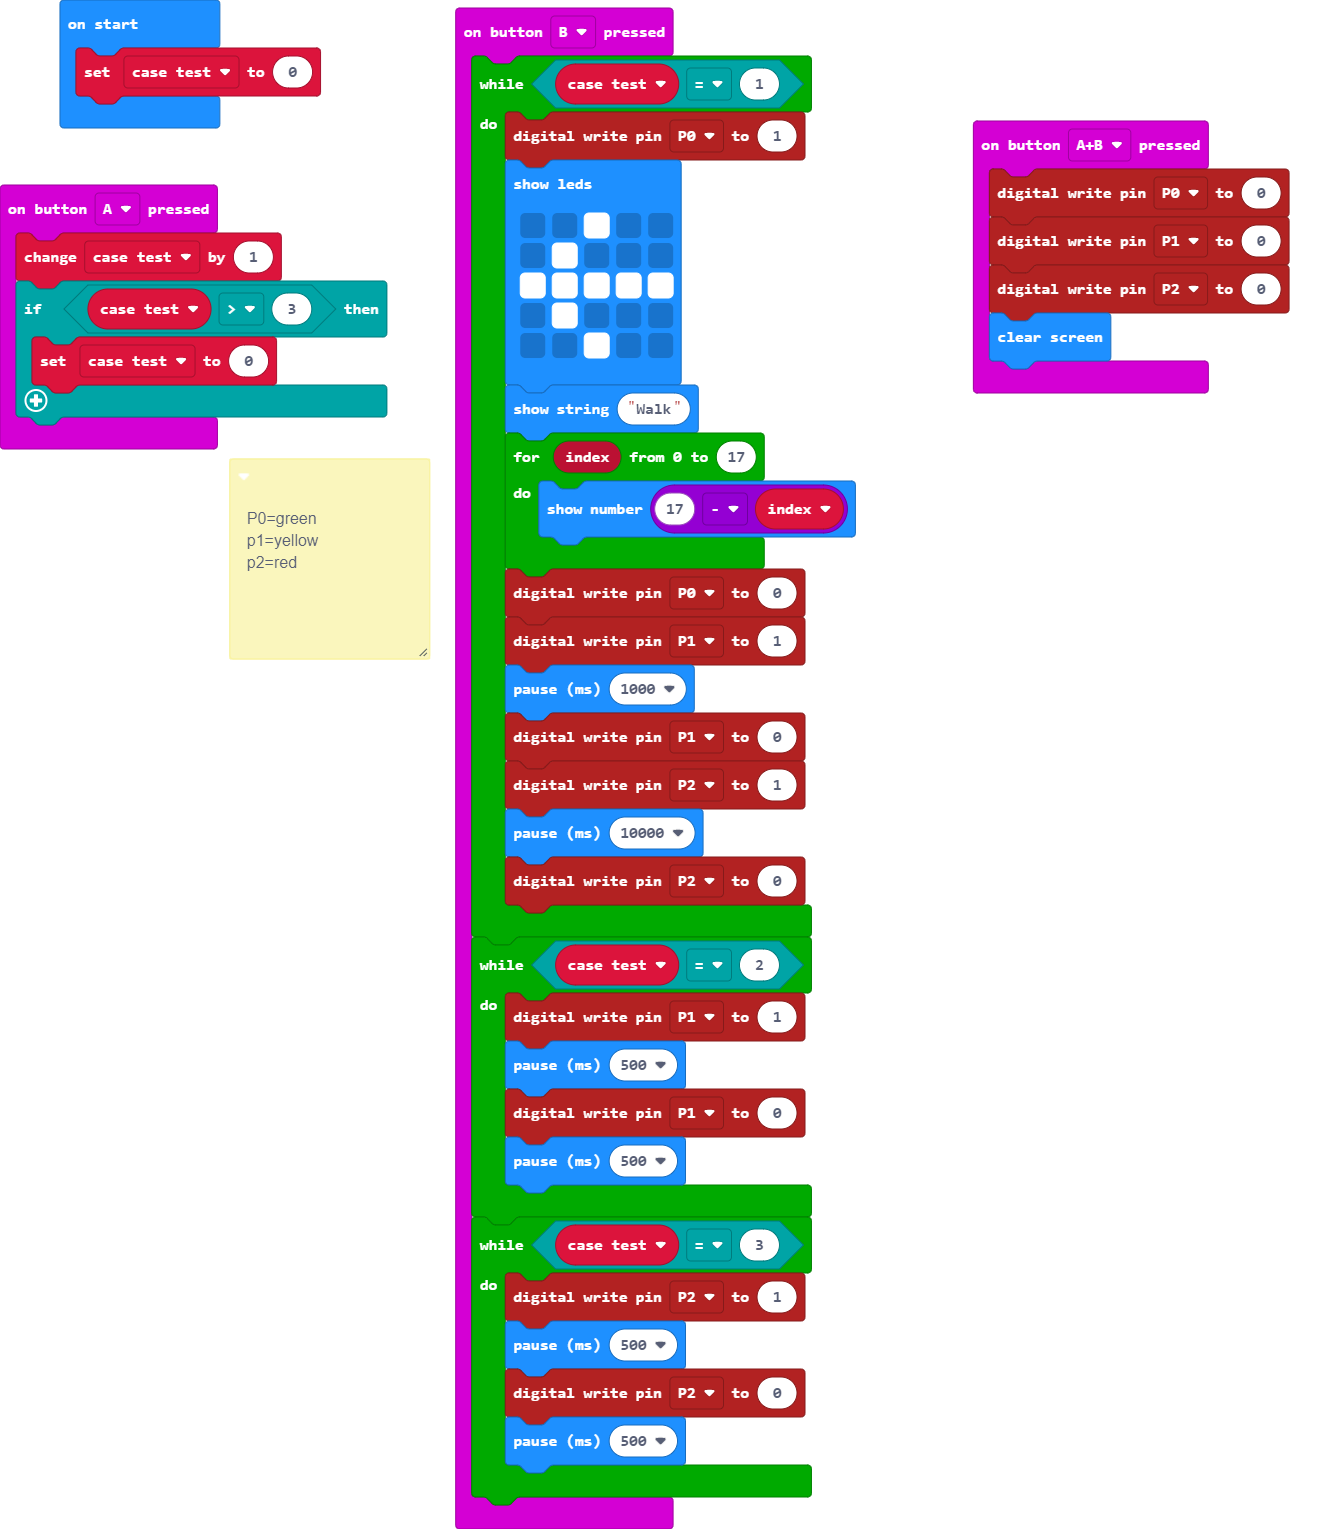 on start
set case test to 0
on button A pressed
change case test by 1
if case test > 3 then
set case test to 0
P0=green
p1=yellow
p2=red
on button B pressed
while case test = 1
do
digital write pin P0 to 1
show leds
show string "Walk"
for index from 0 to 17
do
show number 17 - index
digital write pin P0 to 0
digital write pin P1 to 1
pause (ms) 1000
digital write pin P1 to 0
digital write pin P2 to 1
pause (ms) 10000
digital write pin P2 to 0
while case test = 2
do
digital write pin P1 to 1
pause (ms) 500
digital write pin P1 to 0
pause (ms) 500
while case test = 3
do
digital write pin P2 to 1
pause (ms) 500
digital write pin P2 to 0
pause (ms) 500
on button A+B pressed
digital write pin P0 to 0
digital write pin P1 to 0
digital write pin P2 to 0
clear screen